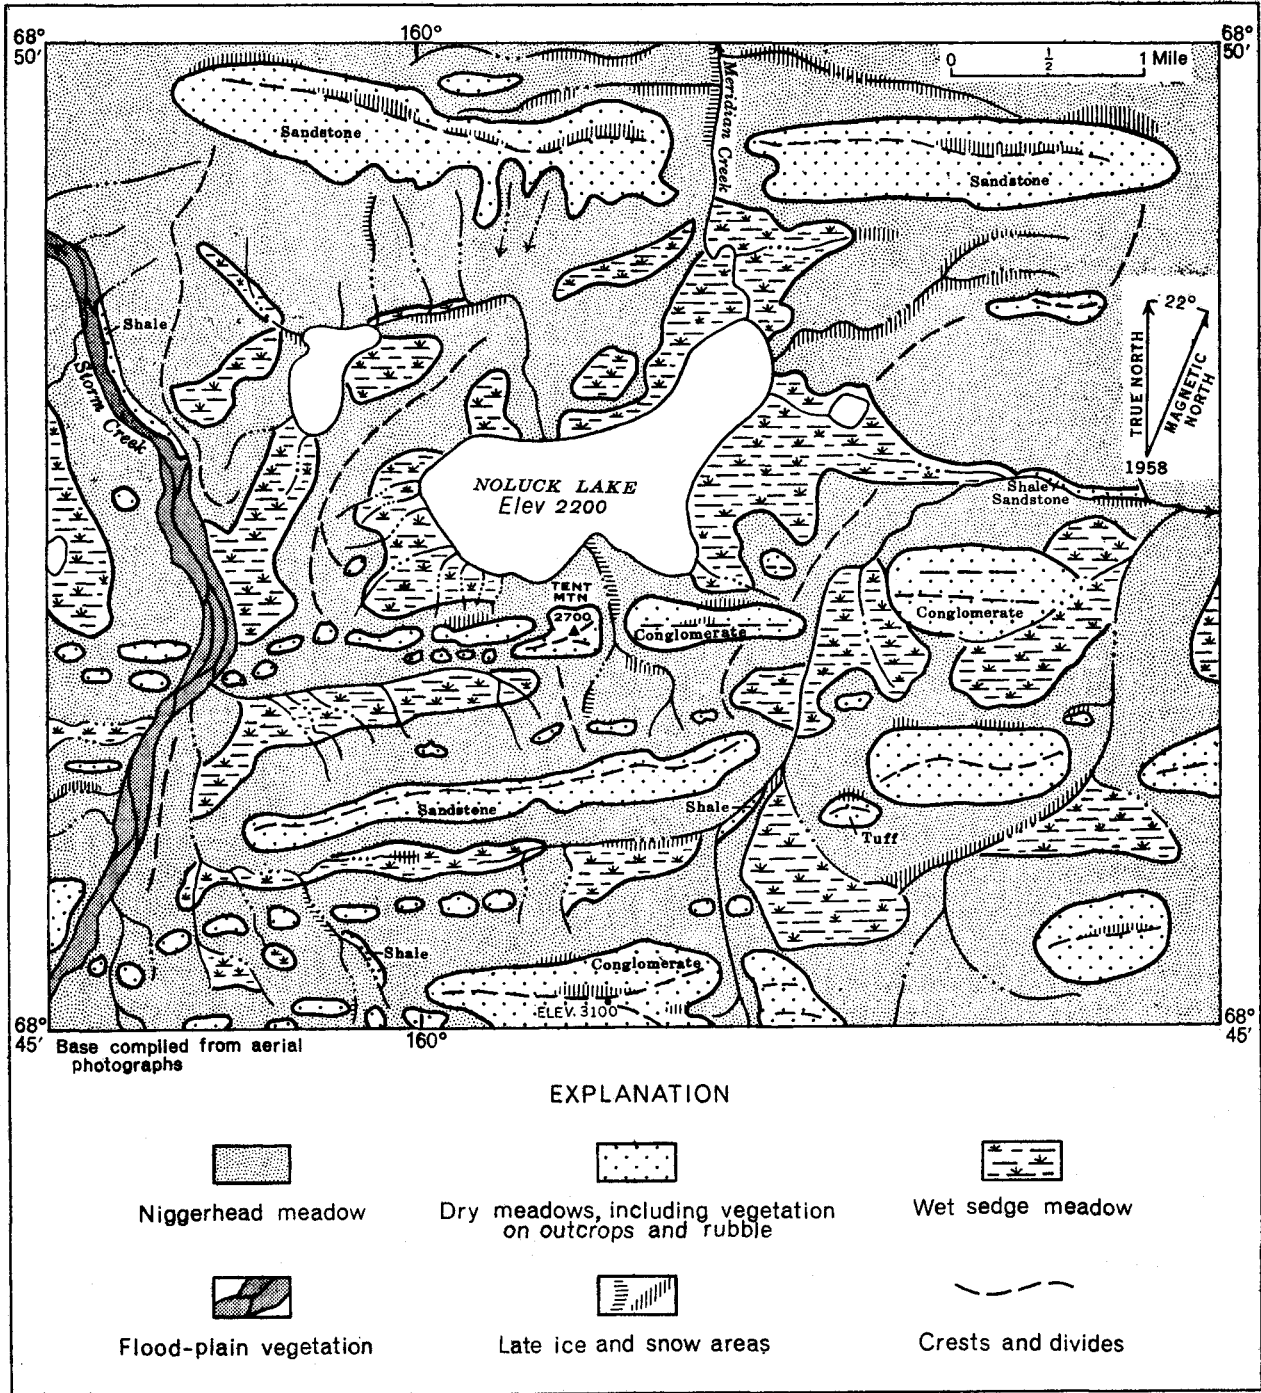 68° 160° 68°
50' 50'
0 ½ 1 Mile
Meridian Creek
Sandstone
Sandstone
Shale
Storm Creek
22°
TRUE NORTH
MAGNETIC
NORTH
1958
NOLUCK LAKE
Elev 2200
Shale
Sandstone
TENT
MTN
2700
Conglomerate
Conglomerate
Sandstone
Shale
Tuff
Shale
Conglomerate
ELEV. 3100
68° 160° 68°
45' 45'
Base compiled from aerial
photographs
EXPLANATION
Niggerhead meadow
Dry meadows, including vegetation
on outcrops and rubble
Wet sedge meadow
Flood-plain vegetation
Late ice and snow areas
Crests and divides